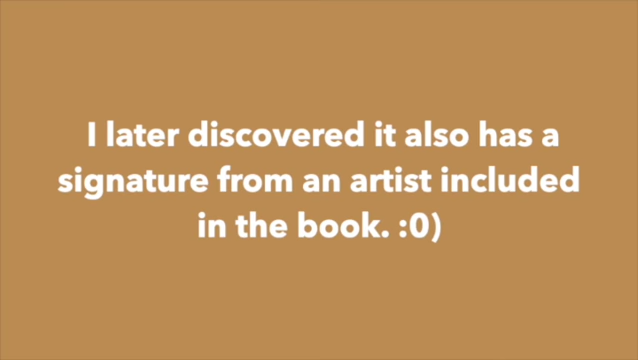 I later discovered it also has a
signature from an artist included
in the book. :0)